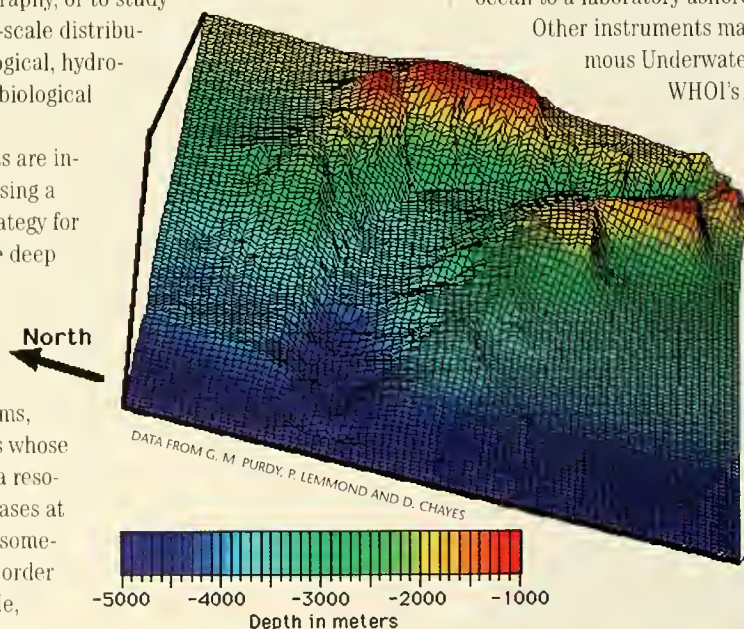 raphy, or to study
-scale distribu-
ogical, hydro-
biological
s are in-
sing a
ategy for
e deep
ms,
s whose
a reso-
ases at
some-
order
ie,
ocean to a laboratory ashore
Other instruments ma
mous Underwate
WHOI's
North
DATA FROM G. M. PURDY, P. LEMMOND AND D. CHAYES
-5000 -4000 -3000 -2000 -1000
Depth in meters